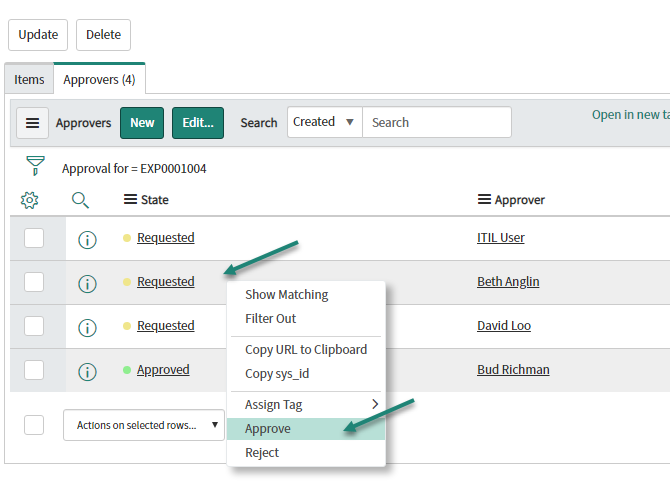 Update Delete
Items Approvers (4)
Approvers New Edit... Search Created Search Open in new ta
Approval for = EXP0001004
State Approver
Requested ITIL User
Requested Beth Anglin
Show Matching
Filter Out
Requested David Loo
Copy URL to Clipboard
Approved Bud Richman
Copy sys_id
Assign Tag
Actions on selected rows... Approve
Reject